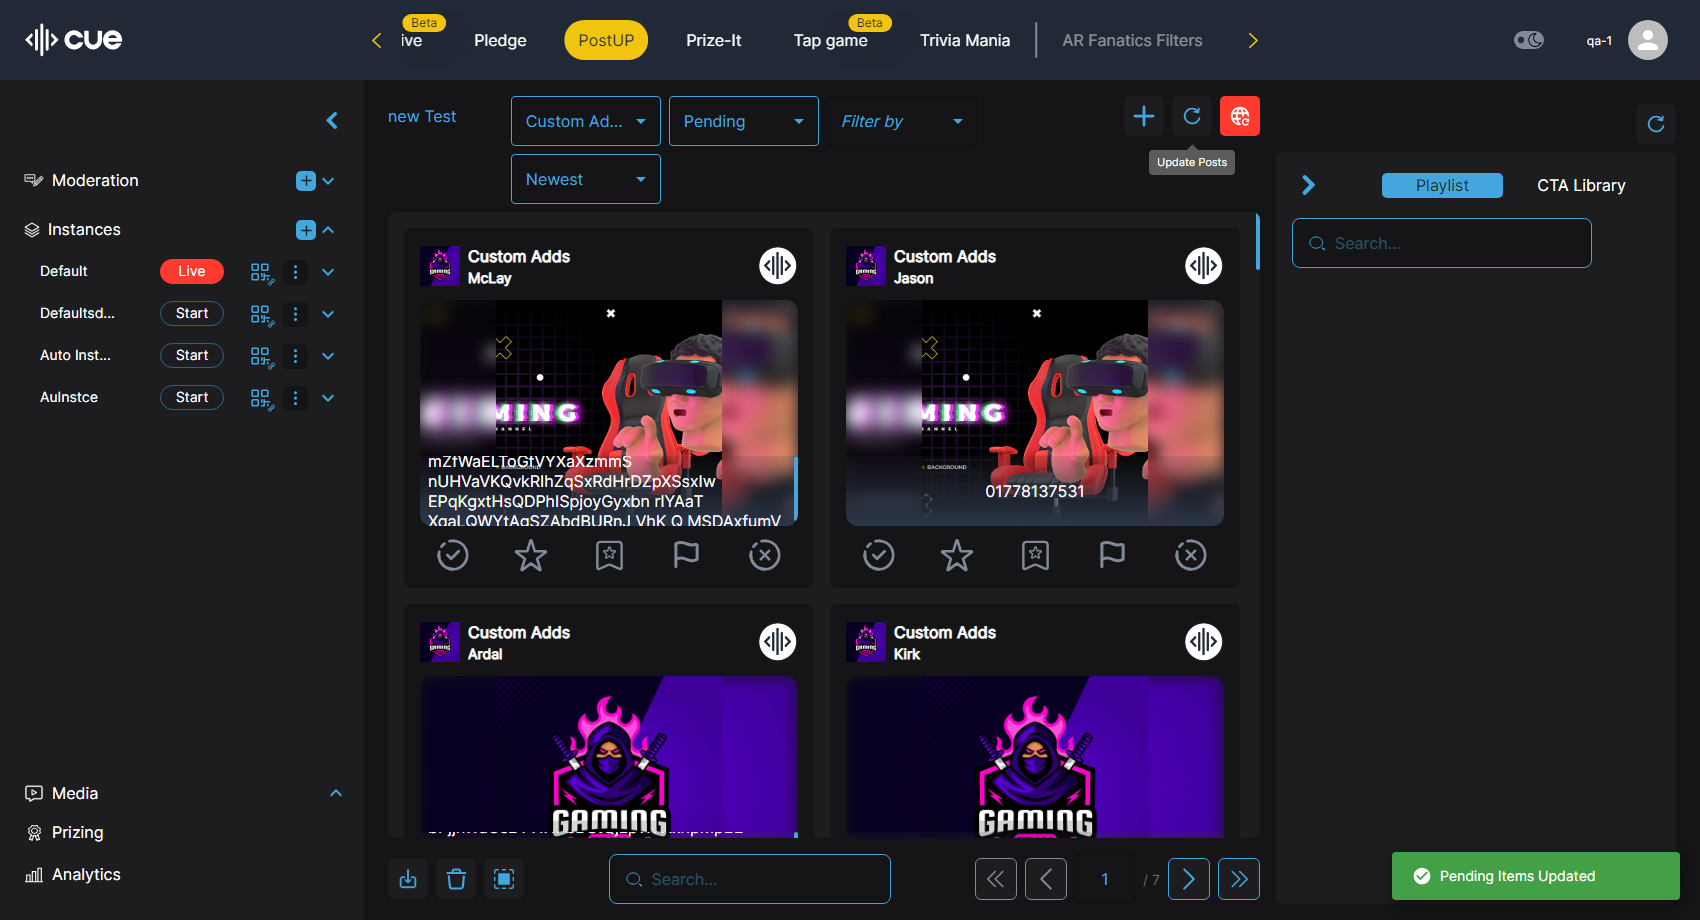 cue
Beta
ive
Pledge
PostUP
Prize-It
Beta
Tap game
Trivia Mania
AR Fanatics Filters
qa-1
new Test
Custom Ad...
Pending
Filter by
Newest
Update Posts
Moderation
Instances
Default
Live
Defaultsd...
Start
Auto Inst...
Start
AuInstce
Start
Media
Prizing
Analytics
Custom Adds
McLay
MING
mZfWaELToGfVYXaXzmmS
nUHVaVKQvkRlhZqSxRdHrDZpXSsxIw
EPqKgxtHsQDPhISpjoyGyxbn rIYAaT
XqaLQWYtAgSZAbdBURnJ VhK Q MSDAxfumV
Custom Adds
Jason
MING
A BACKGROUND
01778137531
Custom Adds
Ardal
GAMING
Custom Adds
Kirk
GAMING
Search...
1
/ 7
Playlist
CTA Library
Search...
Pending Items Updated